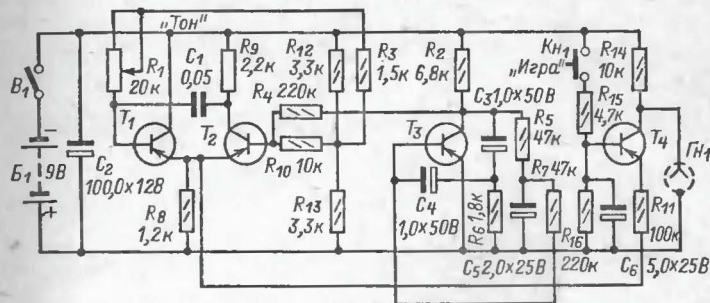 „Тон"
В1
Б1
9В
C2
100,0×12В
R1
20к
T1
C1
0,05
R9
2,2к
T2
R8
1,2к
R12
3,3к
R4
220к
R10
10к
R13
3,3к
R3
1,5к
R2
6,8к
T3
C4
1,0×50В
C3 1,0×50В
R5
47к
R6 1,8к
R7 47к
C5 2,0×25В
Кн1
„Игра"
R15
4,7к
R14
10к
T4
Гн1
R16
220к
R11
100к
C6 5,0×25В